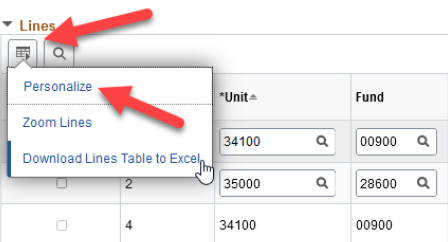 Lines
Personalize
*Unit
Fund
Zoom Lines
34100
00900
Download Lines Table to Excel
2
35000
28600
4
34100
00900